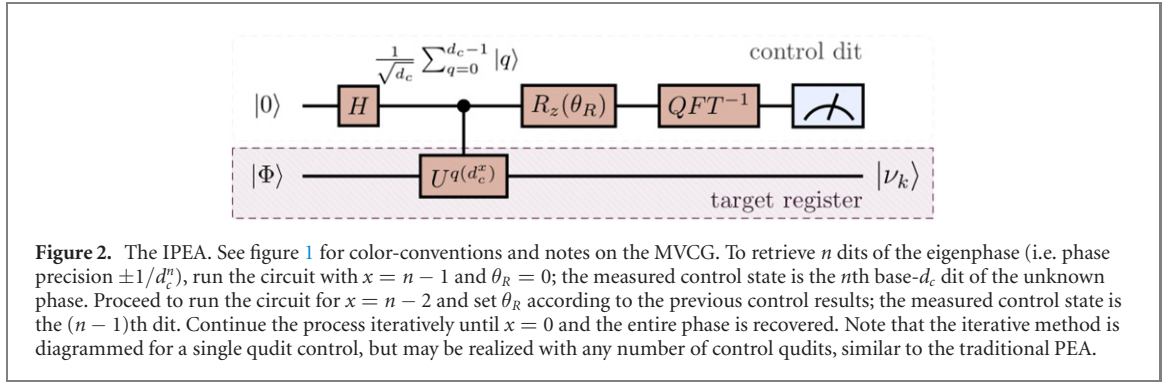 1/√d_c ∑_{q=0}^{d_c−1} |q⟩
control dit
|0⟩ H R_z(θ_R) QFT⁻¹
|Φ⟩ U^{q(d_c^x)} |ν_k⟩
target register
Figure 2. The IPEA. See figure 1 for color-conventions and notes on the MVCG. To retrieve n dits of the eigenphase (i.e. phase
precision ±1/d_c^n), run the circuit with x = n − 1 and θ_R = 0; the measured control state is the nth base-d_c dit of the unknown
phase. Proceed to run the circuit for x = n − 2 and set θ_R according to the previous control results; the measured control state is
the (n − 1)th dit. Continue the process iteratively until x = 0 and the entire phase is recovered. Note that the iterative method is
diagrammed for a single qudit control, but may be realized with any number of control qudits, similar to the traditional PEA.